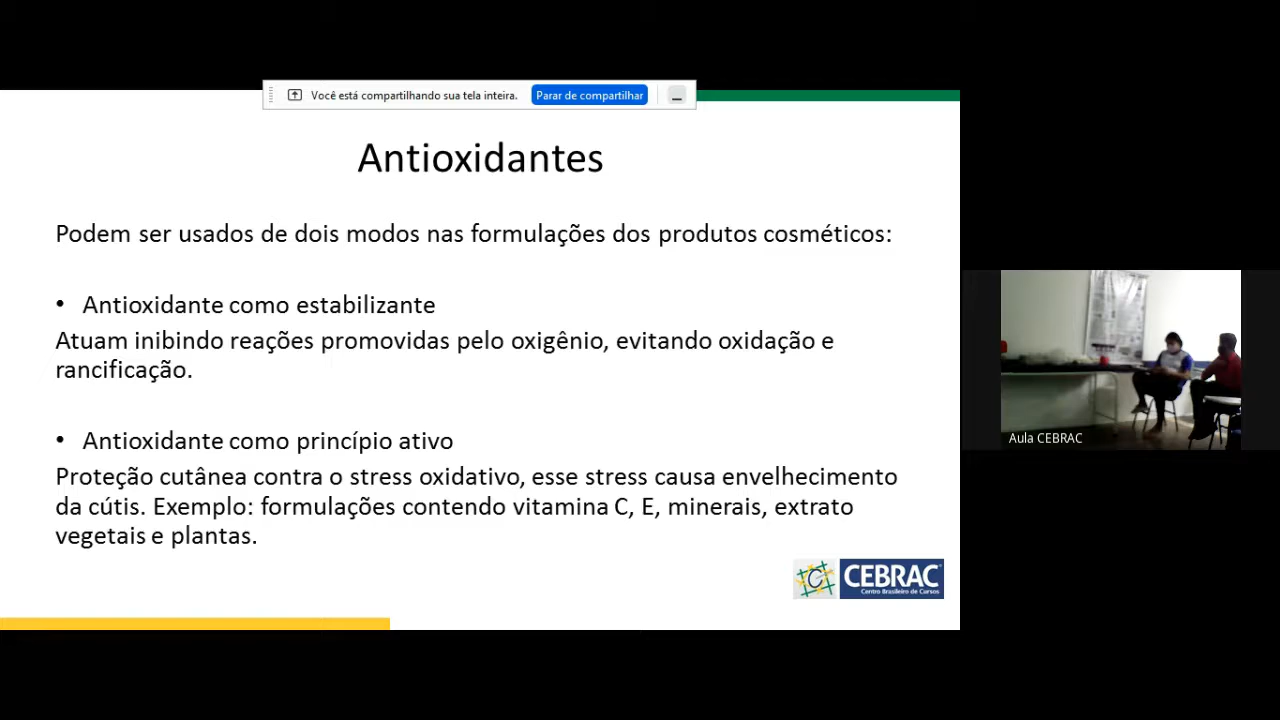 Você está compartilhando sua tela inteira. Parar de compartilhar
Antioxidantes
Podem ser usados de dois modos nas formulações dos produtos cosméticos:
• Antioxidante como estabilizante
Atuam inibindo reações promovidas pelo oxigênio, evitando oxidação e
rancificação.
• Antioxidante como princípio ativo
Proteção cutânea contra o stress oxidativo, esse stress causa envelhecimento
da cútis. Exemplo: formulações contendo vitamina C, E, minerais, extrato
vegetais e plantas.
C CEBRAC
Centro Brasileiro de Cursos
Aula CEBRAC